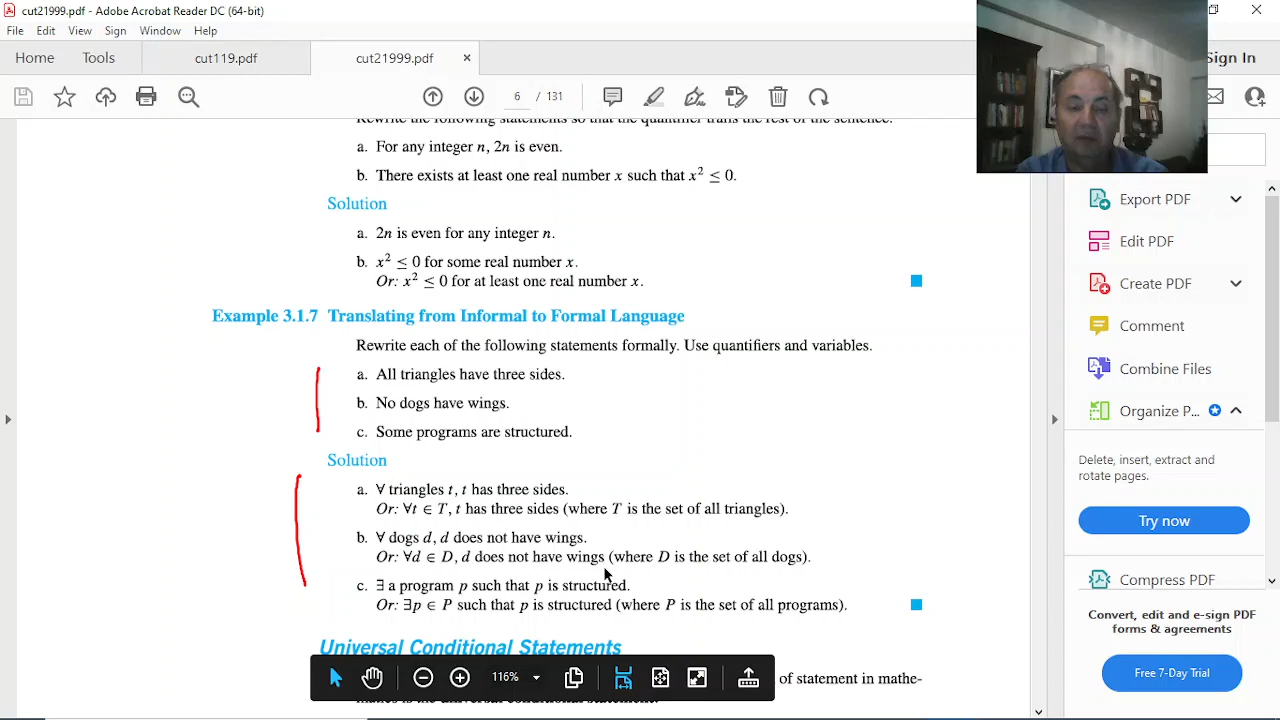 cut21999.pdf - Adobe Acrobat Reader DC (64-bit)
File Edit View Sign Window Help
Home Tools cut119.pdf cut21999.pdf × Sign In
6 / 131
Rewrite the following statements so that the quantifier trails the rest of the sentence.
a. For any integer n, 2n is even.
b. There exists at least one real number x such that x² ≤ 0.
Solution
a. 2n is even for any integer n.
b. x² ≤ 0 for some real number x.
Or: x² ≤ 0 for at least one real number x.
Example 3.1.7 Translating from Informal to Formal Language
Rewrite each of the following statements formally. Use quantifiers and variables.
a. All triangles have three sides.
b. No dogs have wings.
c. Some programs are structured.
Solution
a. ∀ triangles t, t has three sides.
Or: ∀t ∈ T, t has three sides (where T is the set of all triangles).
b. ∀ dogs d, d does not have wings.
Or: ∀d ∈ D, d does not have wings (where D is the set of all dogs).
c. ∃ a program p such that p is structured.
Or: ∃p ∈ P such that p is structured (where P is the set of all programs).
Universal Conditional Statements
of statement in mathe-
116%
Export PDF
Edit PDF
Create PDF
Comment
Combine Files
Organize P...
Delete, insert, extract and
rotate pages.
Try now
Compress PDF
Convert, edit and e-sign PDF
forms & agreements
Free 7-Day Trial